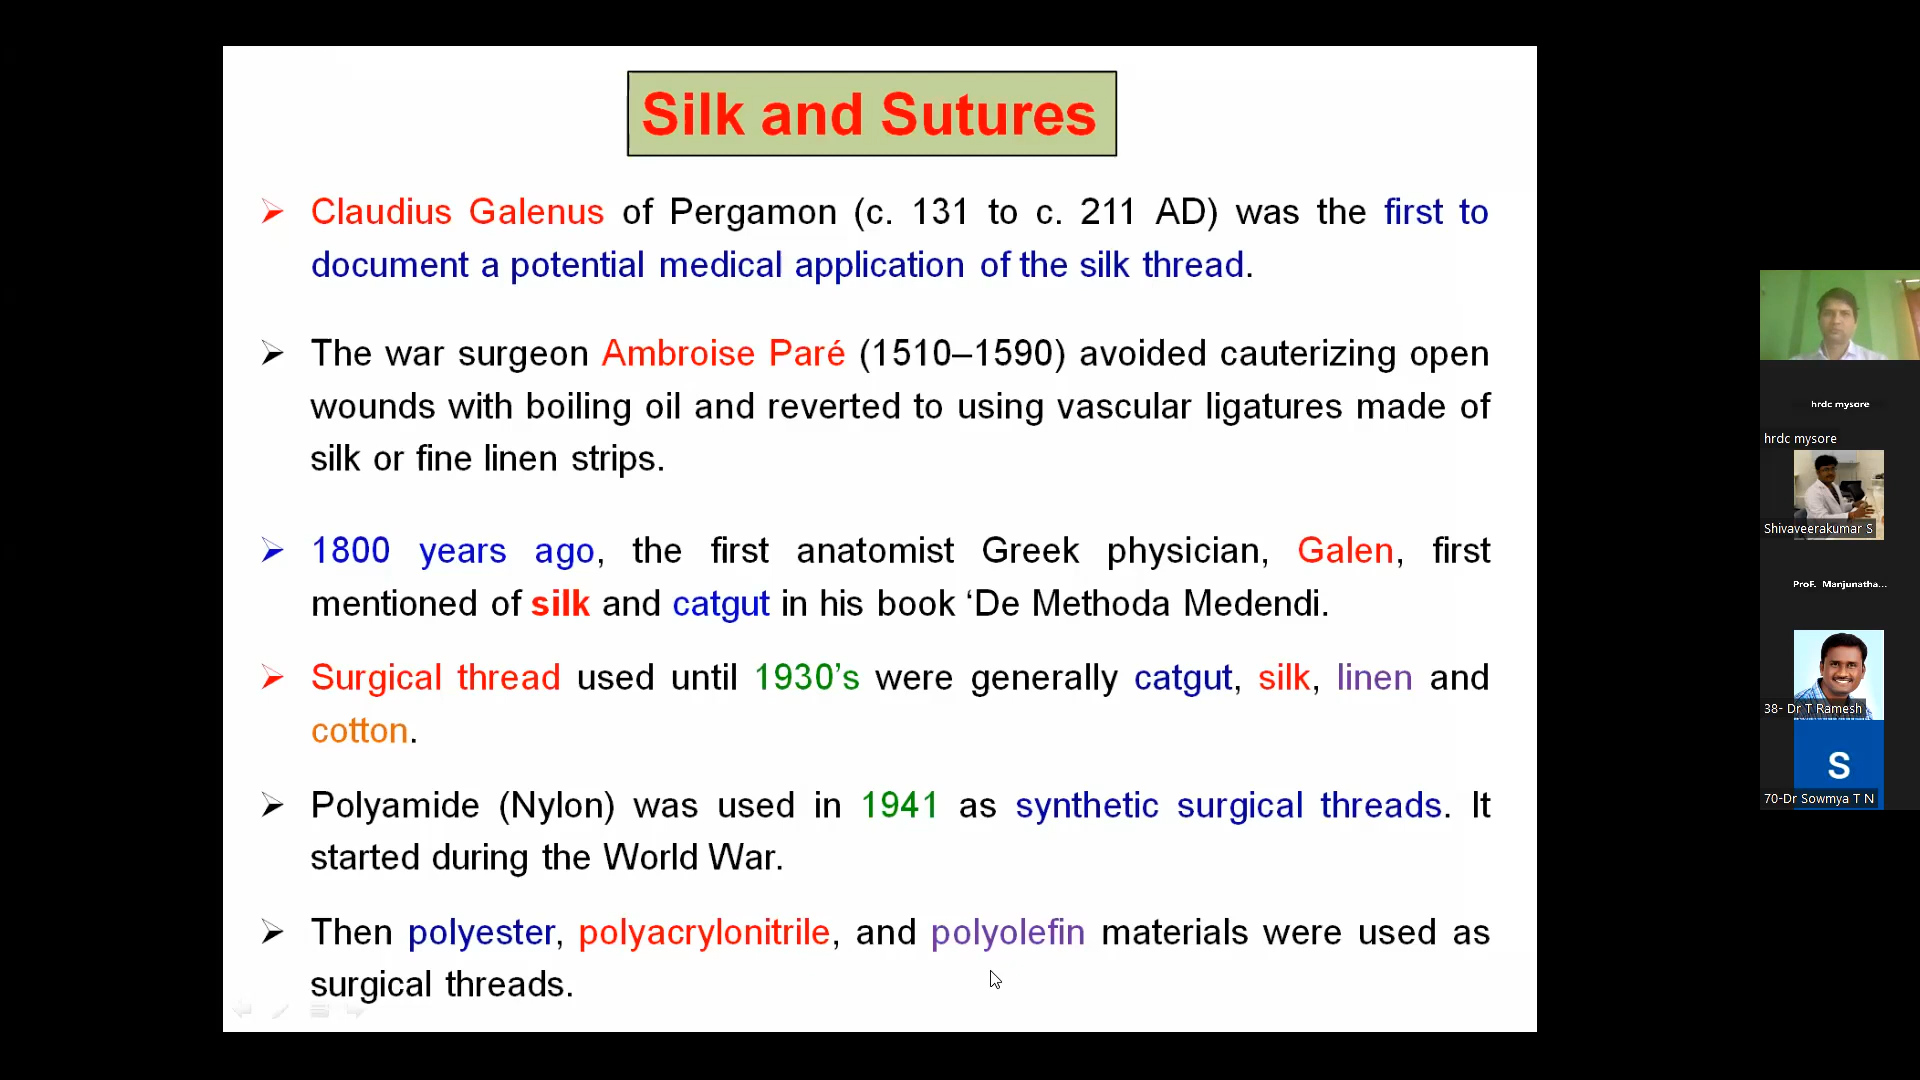 Silk and Sutures
Claudius Galenus of Pergamon (c. 131 to c. 211 AD) was the first to
document a potential medical application of the silk thread.
The war surgeon Ambroise Paré (1510–1590) avoided cauterizing open
wounds with boiling oil and reverted to using vascular ligatures made of
silk or fine linen strips.
1800 years ago, the first anatomist Greek physician, Galen, first
mentioned of silk and catgut in his book ‘De Methoda Medendi.
Surgical thread used until 1930’s were generally catgut, silk, linen and
cotton.
Polyamide (Nylon) was used in 1941 as synthetic surgical threads. It
started during the World War.
Then polyester, polyacrylonitrile, and polyolefin materials were used as
surgical threads.
hrdc mysore
hrdc mysore
Shivaveerakumar S
ProF. Manjunatha...
38- Dr T Ramesh
S
70-Dr Sowmya T N